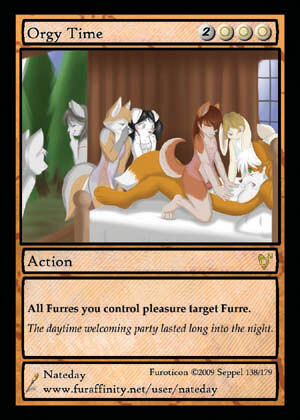 Orgy Time
2
Action
All Furres you control pleasure target Furre.
The daytime welcoming party lasted long into the night.
Nateday
Furoticon ©2009 Seppel 138/179
www.furaffinity.net/user/nateday